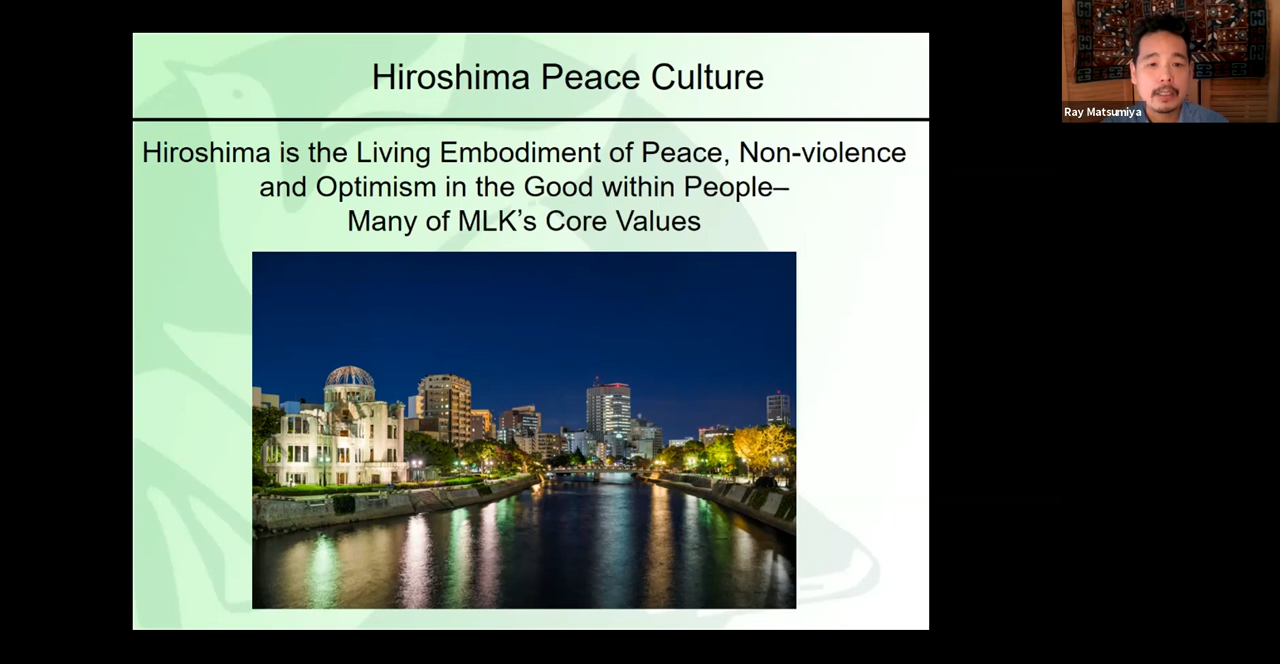 Hiroshima Peace Culture
Hiroshima is the Living Embodiment of Peace, Non-violence
and Optimism in the Good within People–
Many of MLK’s Core Values
Ray Matsumiya